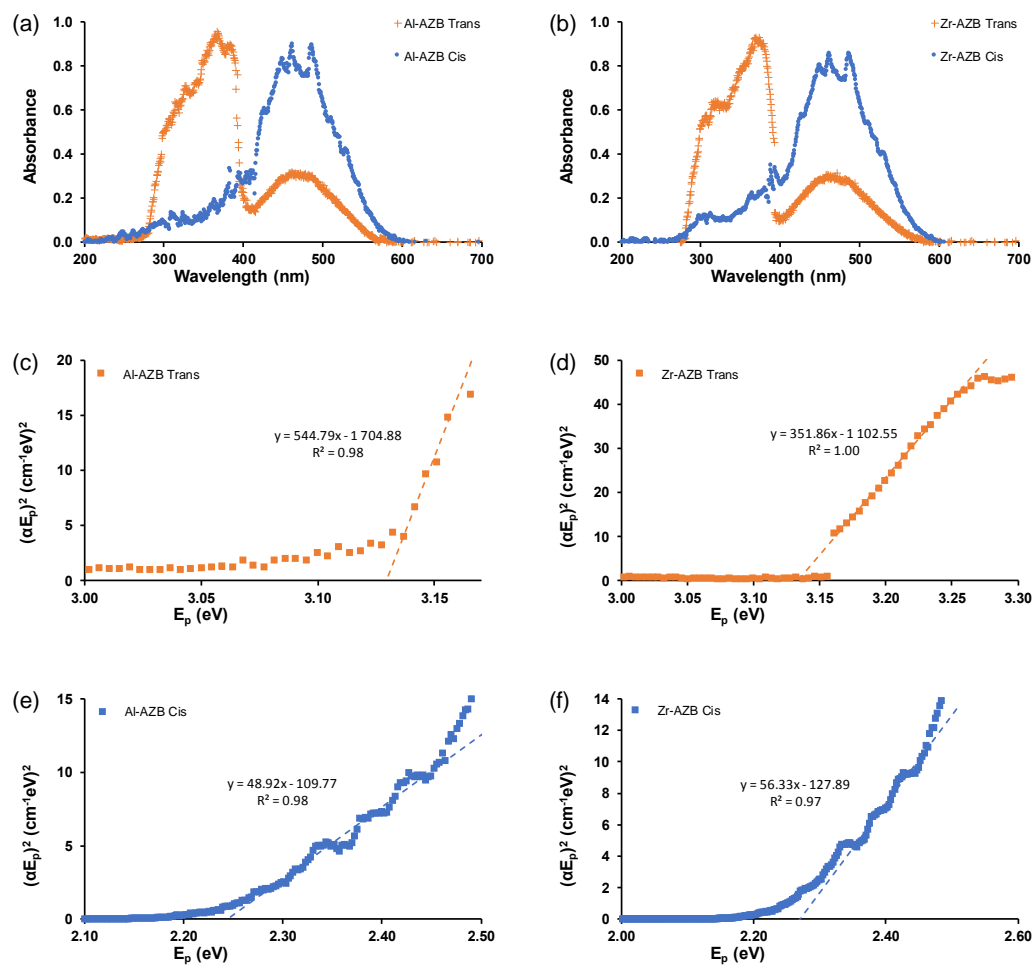 (a)
Absorbance
1.0
0.8
0.6
0.4
0.2
0.0
200 300 400 500 600 700
Wavelength (nm)
Al-AZB Trans
Al-AZB Cis
(b)
Absorbance
1.0
0.8
0.6
0.4
0.2
0.0
200 300 400 500 600 700
Wavelength (nm)
Zr-AZB Trans
Zr-AZB Cis
(c)
(αEₚ)² (cm⁻¹eV)²
20
15
10
5
0
3.00 3.05 3.10 3.15
Eₚ (eV)
Al-AZB Trans
y = 544.79x - 1 704.88
R² = 0.98
(d)
(αEₚ)² (cm⁻¹eV)²
50
40
30
20
10
0
3.00 3.05 3.10 3.15 3.20 3.25 3.30
Eₚ (eV)
Zr-AZB Trans
y = 351.86x - 1 102.55
R² = 1.00
(e)
(αEₚ)² (cm⁻¹eV)²
15
10
5
0
2.10 2.20 2.30 2.40 2.50
Eₚ (eV)
Al-AZB Cis
y = 48.92x - 109.77
R² = 0.98
(f)
(αEₚ)² (cm⁻¹eV)²
14
12
10
8
6
4
2
0
2.00 2.10 2.20 2.30 2.40 2.50 2.60
Eₚ (eV)
Zr-AZB Cis
y = 56.33x - 127.89
R² = 0.97